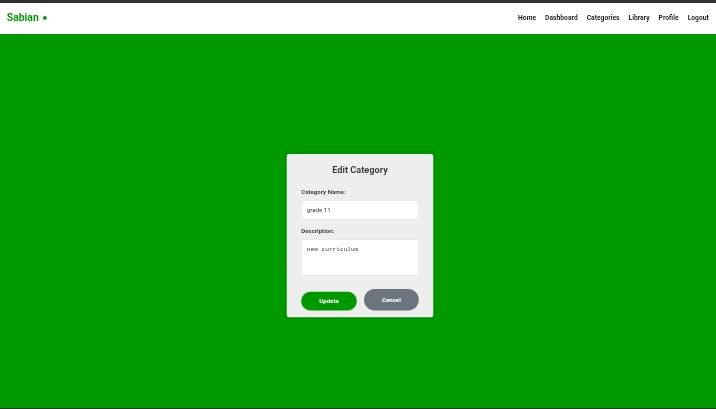 Sabian
Home Dashboard Categories Library Profile Logout
Edit Category
Category Name:
grade 11
Description:
new curriculum
Update Cancel